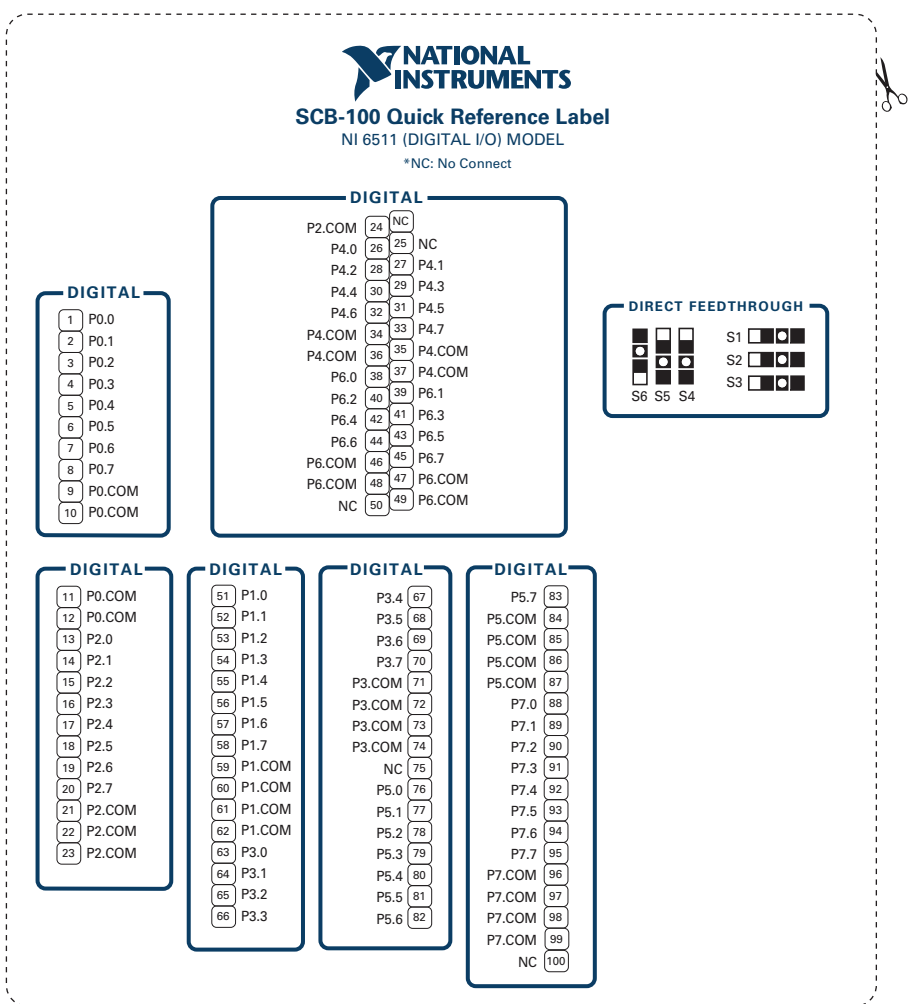 NATIONAL
INSTRUMENTS
SCB-100 Quick Reference Label
NI 6511 (DIGITAL I/O) MODEL
*NC: No Connect
DIGITAL
1 P0.0
2 P0.1
3 P0.2
4 P0.3
5 P0.4
6 P0.5
7 P0.6
8 P0.7
9 P0.COM
10 P0.COM
DIGITAL
NC
P2.COM 24 25 NC
P4.0 26 27 P4.1
P4.2 28 29 P4.3
P4.4 30 31 P4.5
P4.6 32 33 P4.7
P4.COM 34 35 P4.COM
P4.COM 36 37 P4.COM
P6.0 38 39 P6.1
P6.2 40 41 P6.3
P6.4 42 43 P6.5
P6.6 44 45 P6.7
P6.COM 46 47 P6.COM
P6.COM 48 49 P6.COM
NC 50
DIRECT FEEDTHROUGH
S1
S2
S3
S6 S5 S4
DIGITAL
11 P0.COM
12 P0.COM
13 P2.0
14 P2.1
15 P2.2
16 P2.3
17 P2.4
18 P2.5
19 P2.6
20 P2.7
21 P2.COM
22 P2.COM
23 P2.COM
DIGITAL
51 P1.0
52 P1.1
53 P1.2
54 P1.3
55 P1.4
56 P1.5
57 P1.6
58 P1.7
59 P1.COM
60 P1.COM
61 P1.COM
62 P1.COM
63 P3.0
64 P3.1
65 P3.2
66 P3.3
DIGITAL
P3.4 67
P3.5 68
P3.6 69
P3.7 70
P3.COM 71
P3.COM 72
P3.COM 73
P3.COM 74
NC 75
P5.0 76
P5.1 77
P5.2 78
P5.3 79
P5.4 80
P5.5 81
P5.6 82
DIGITAL
P5.7 83
P5.COM 84
P5.COM 85
P5.COM 86
P5.COM 87
P7.0 88
P7.1 89
P7.2 90
P7.3 91
P7.4 92
P7.5 93
P7.6 94
P7.7 95
P7.COM 96
P7.COM 97
P7.COM 98
P7.COM 99
NC 100